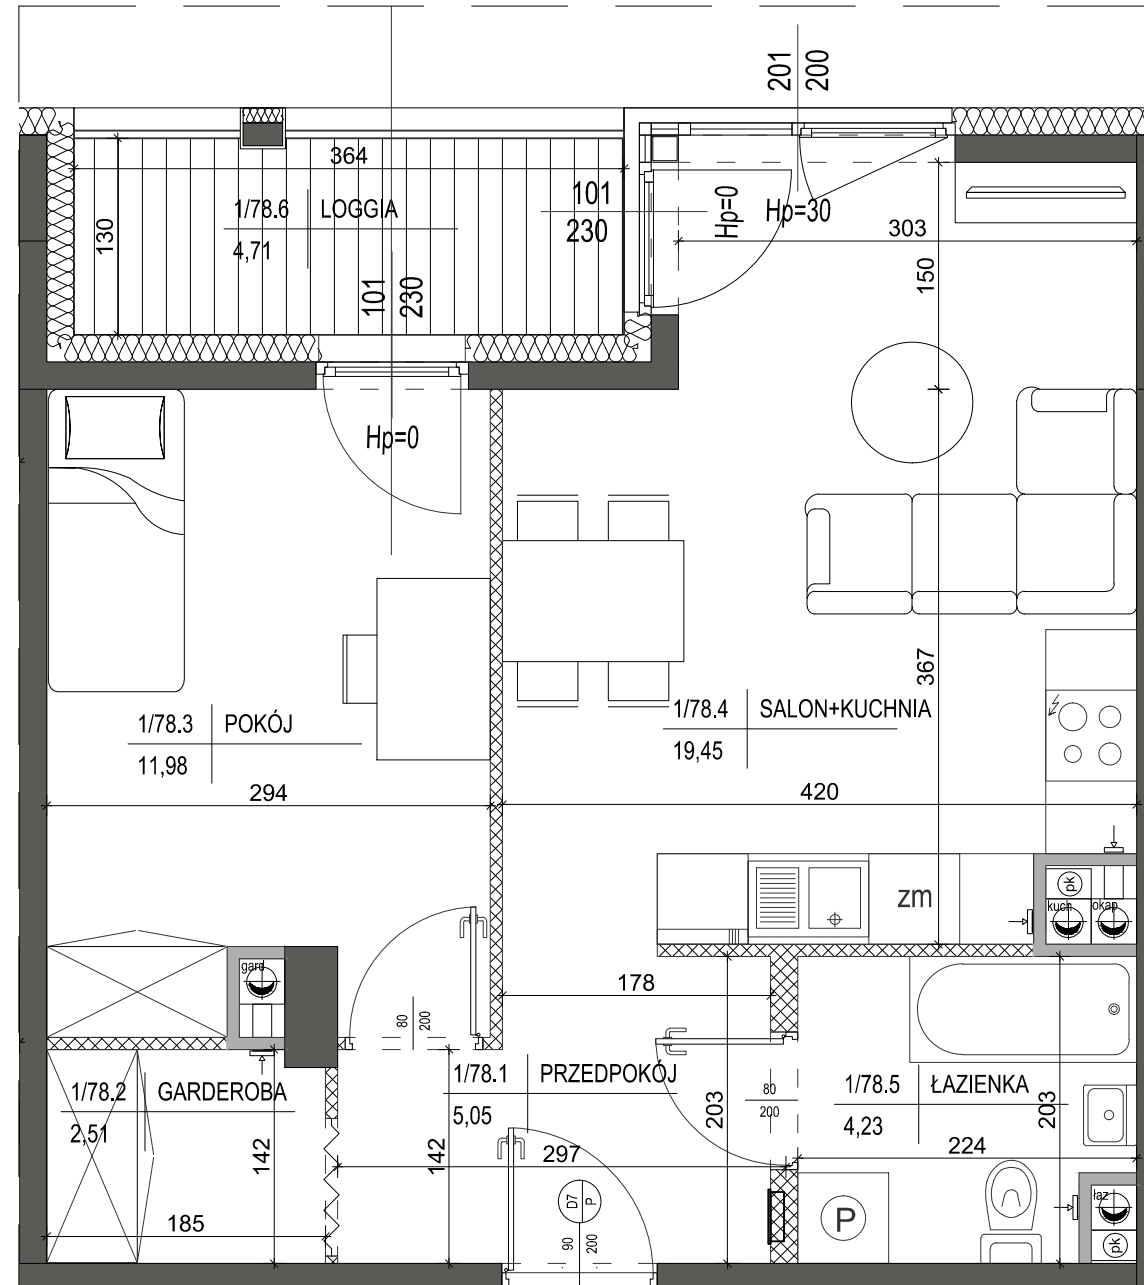 201
200
364
1/78.6 LOGGIA
4,71
130
101
230
101
230
Hp=0
Hp=30
303
150
Hp=0
367
1/78.3 POKÓJ
11,98
1/78.4 SALON+KUCHNIA
19,45
294
420
zm
pk
kuch
okap
gard
178
80
200
1/78.2 GARDEROBA
2,51
1/78.1 PRZEDPOKÓJ
5,05
80
200
1/78.5 ŁAZIENKA
4,23
203
203
142
142
297
224
185
D7
P
90
200
P
łaz
pk